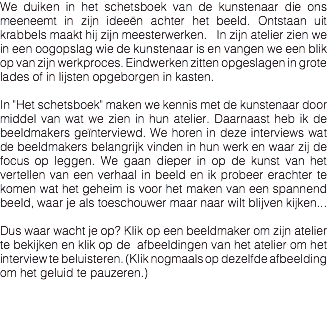 We duiken in het schetsboek van de kunstenaar die ons
meeneemt in zijn ideeën achter het beeld. Ontstaan uit
krabbels maakt hij zijn meesterwerken. In zijn atelier zien we
in een oogopslag wie de kunstenaar is en vangen we een blik
op van zijn werkproces. Eindwerken zitten opgeslagen in grote
lades of in lijsten opgeborgen in kasten.

In "Het schetsboek" maken we kennis met de kunstenaar door
middel van wat we zien in hun atelier. Daarnaast heb ik de
beeldmakers geïnterviewd. We horen in deze interviews wat
de beeldmakers belangrijk vinden in hun werk en waar zij de
focus op leggen. We gaan dieper in op de kunst van het
vertellen van een verhaal in beeld en ik probeer erachter te
komen wat het geheim is voor het maken van een spannend
beeld, waar je als toeschouwer maar naar wilt blijven kijken...

Dus waar wacht je op? Klik op een beeldmaker om zijn atelier
te bekijken en klik op de afbeeldingen van het atelier om het
interview te beluisteren. (Klik nogmaals op dezelfde afbeelding
om het geluid te pauzeren.)